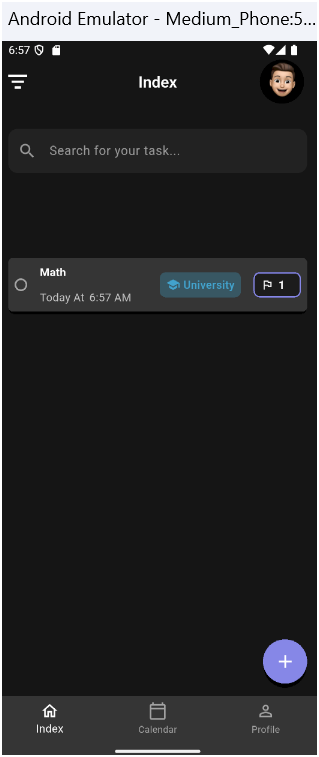 Android Emulator - Medium_Phone:5...
6:57
Index
Search for your task...
Math
Today At 6:57 AM
University
1
Index
Calendar
Profile